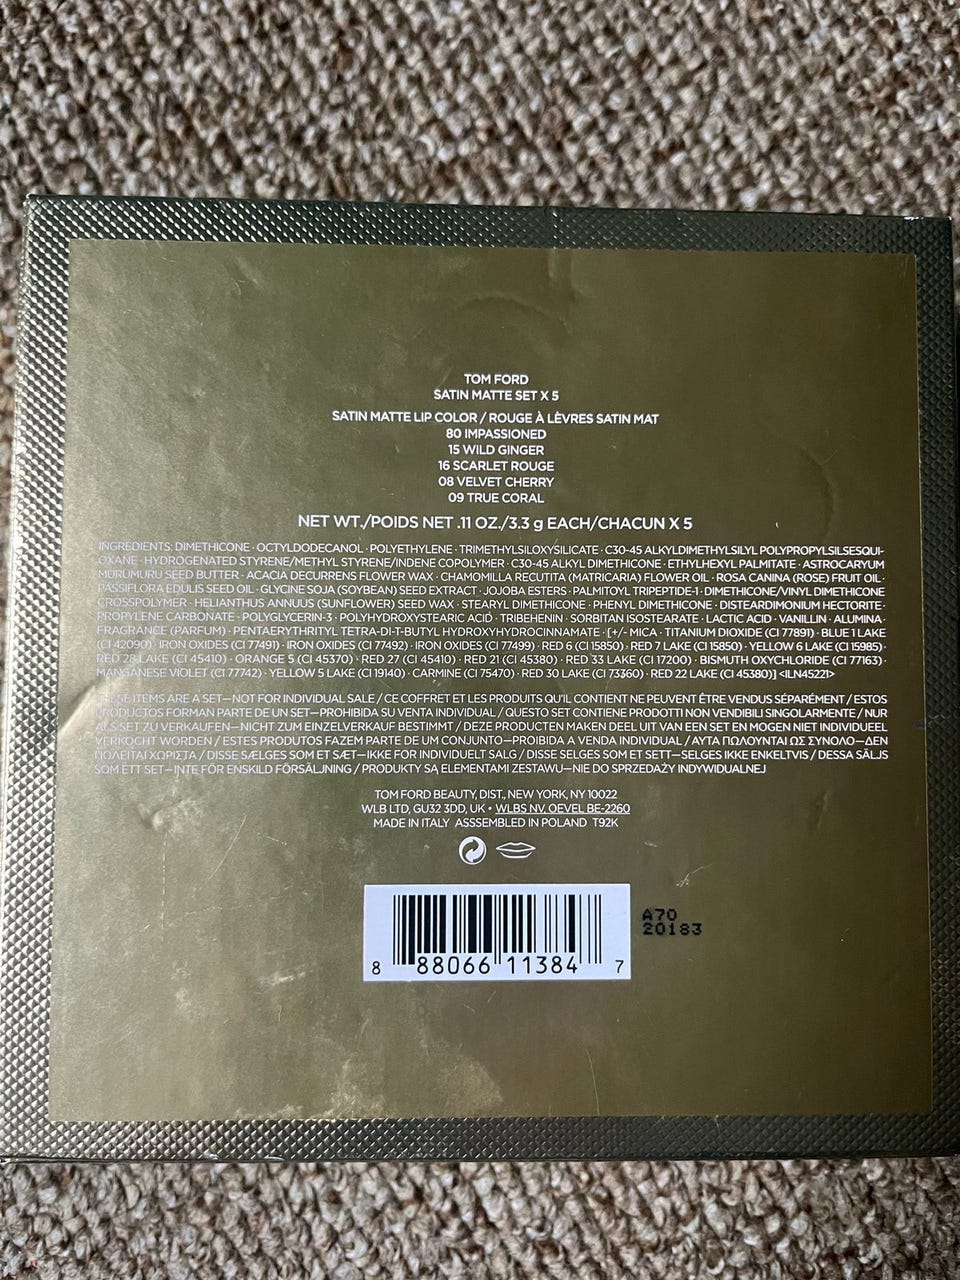 TOM FORD
SATIN MATTE SET X 5
SATIN MATTE LIP COLOR / ROUGE À LÈVRES SATIN MAT
80 IMPASSIONED
15 WILD GINGER
16 SCARLET ROUGE
08 VELVET CHERRY
09 TRUE CORAL
NET WT./POIDS NET .11 OZ./3.3 g EACH/CHACUN X 5
INGREDIENTS: DIMETHICONE · OCTYLDODECANOL · POLYETHYLENE · TRIMETHYLSILOXYSILICATE · C30-45 ALKYLDIMETHYLSILYL POLYPROPYLSILSESQUI-
OXANE · HYDROGENATED STYRENE/METHYL STYRENE/INDENE COPOLYMER · C30-45 ALKYL DIMETHICONE · ETHYLHEXYL PALMITATE · ASTROCARYUM
MURUMURU SEED BUTTER · ACACIA DECURRENS FLOWER WAX · CHAMOMILLA RECUTITA (MATRICARIA) FLOWER OIL · ROSA CANINA (ROSE) FRUIT OIL ·
PASSIFLORA EDULIS SEED OIL · GLYCINE SOJA (SOYBEAN) SEED EXTRACT · JOJOBA ESTERS · PALMITOYL TRIPEPTIDE-1 · DIMETHICONE/VINYL DIMETHICONE
CROSSPOLYMER · HELIANTHUS ANNUUS (SUNFLOWER) SEED WAX · STEARYL DIMETHICONE · PHENYL DIMETHICONE · DISTEARDIMONIUM HECTORITE ·
PROPYLENE CARBONATE · POLYGLYCERIN-3 · POLYHYDROXYSTEARIC ACID · TRIBEHENIN · SORBITAN ISOSTEARATE · LACTIC ACID · VANILLIN · ALUMINA ·
FRAGRANCE (PARFUM) · PENTAERYTHRITYL TETRA-DI-T-BUTYL HYDROXYHYDROCINNAMATE · [+/- MICA · TITANIUM DIOXIDE (CI 77891) · BLUE 1 LAKE
(CI 42090) · IRON OXIDES (CI 77491) · IRON OXIDES (CI 77492) · IRON OXIDES (CI 77499) · RED 6 (CI 15850) · RED 7 LAKE (CI 15850) · YELLOW 6 LAKE (CI 15985) ·
RED 28 LAKE (CI 45410) · ORANGE 5 (CI 45370) · RED 27 (CI 45410) · RED 21 (CI 45380) · RED 33 LAKE (CI 17200) · BISMUTH OXYCHLORIDE (CI 77163) ·
MANGANESE VIOLET (CI 77742) · YELLOW 5 LAKE (CI 19140) · CARMINE (CI 75470) · RED 30 LAKE (CI 73360) · RED 22 LAKE (CI 45380)] <ILN45221>
THESE ITEMS ARE A SET—NOT FOR INDIVIDUAL SALE / CE COFFRET ET LES PRODUITS QU'IL CONTIENT NE PEUVENT ÊTRE VENDUS SÉPARÉMENT / ESTOS
PRODUCTOS FORMAN PARTE DE UN SET—PROHIBIDA SU VENTA INDIVIDUAL / QUESTO SET CONTIENE PRODOTTI NON VENDIBILI SINGOLARMENTE / NUR
ALS SET ZU VERKAUFEN—NICHT ZUM EINZELVERKAUF BESTIMMT / DEZE PRODUCTEN MAKEN DEEL UIT VAN EEN SET EN MOGEN NIET INDIVIDUEEL
VERKOCHT WORDEN / ESTES PRODUTOS FAZEM PARTE DE UM CONJUNTO—PROIBIDA A VENDA INDIVIDUAL / ΑΥΤΑ ΠΩΛΟΥΝΤΑΙ ΩΣ ΣΥΝΟΛΟ—ΔΕΝ
ΠΩΛΕΙΤΑΙ ΧΩΡΙΣΤΑ / DISSE SÆLGES SOM ET SÆT—IKKE FOR INDIVIDUELT SALG / DISSE SELGES SOM ET SETT—SELGES IKKE ENKELTVIS / DESSA SÄLJS
SOM ETT SET—INTE FÖR ENSKILD FÖRSÄLJNING / PRODUKTY SĄ ELEMENTAMI ZESTAWU—NIE DO SPRZEDAŻY INDYWIDUALNEJ
TOM FORD BEAUTY, DIST., NEW YORK, NY 10022
WLB LTD, GU32 3DD, UK • WLBS NV, OEVEL BE-2260
MADE IN ITALY ASSSEMBLED IN POLAND T92K
A70
20183
8 88066 11384 7